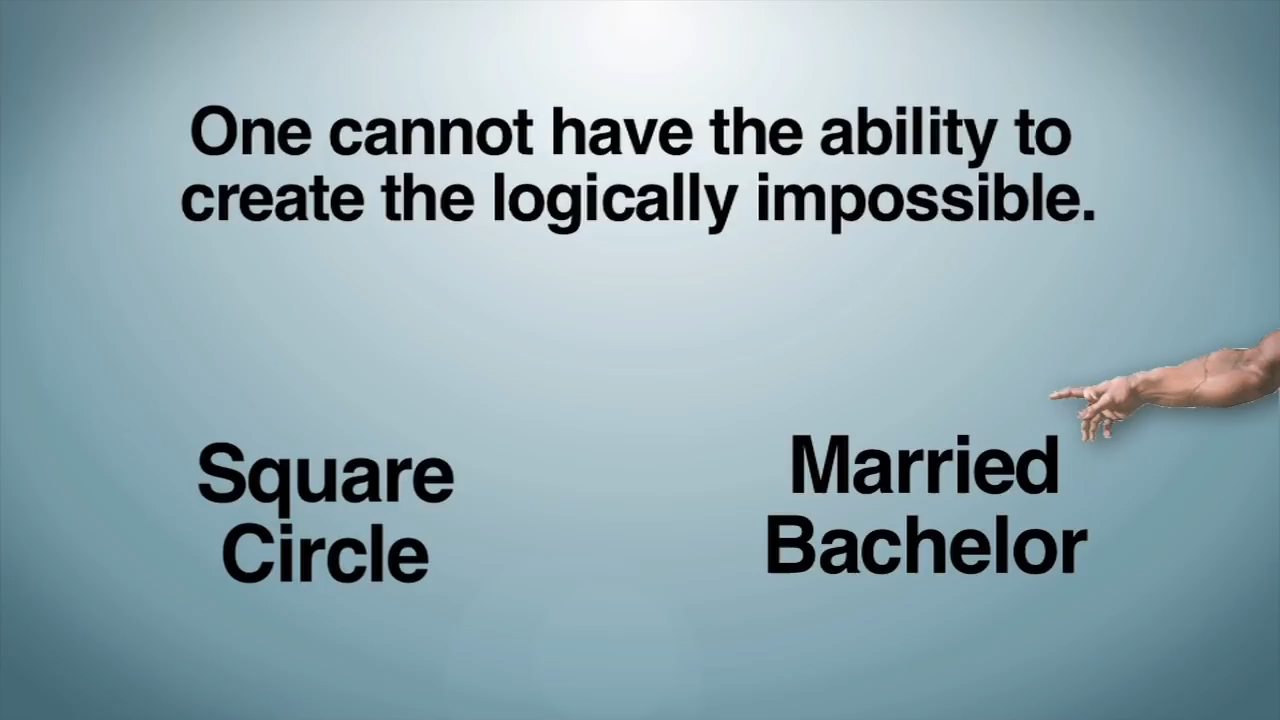 One cannot have the ability to
create the logically impossible.
Square
Circle
Married
Bachelor